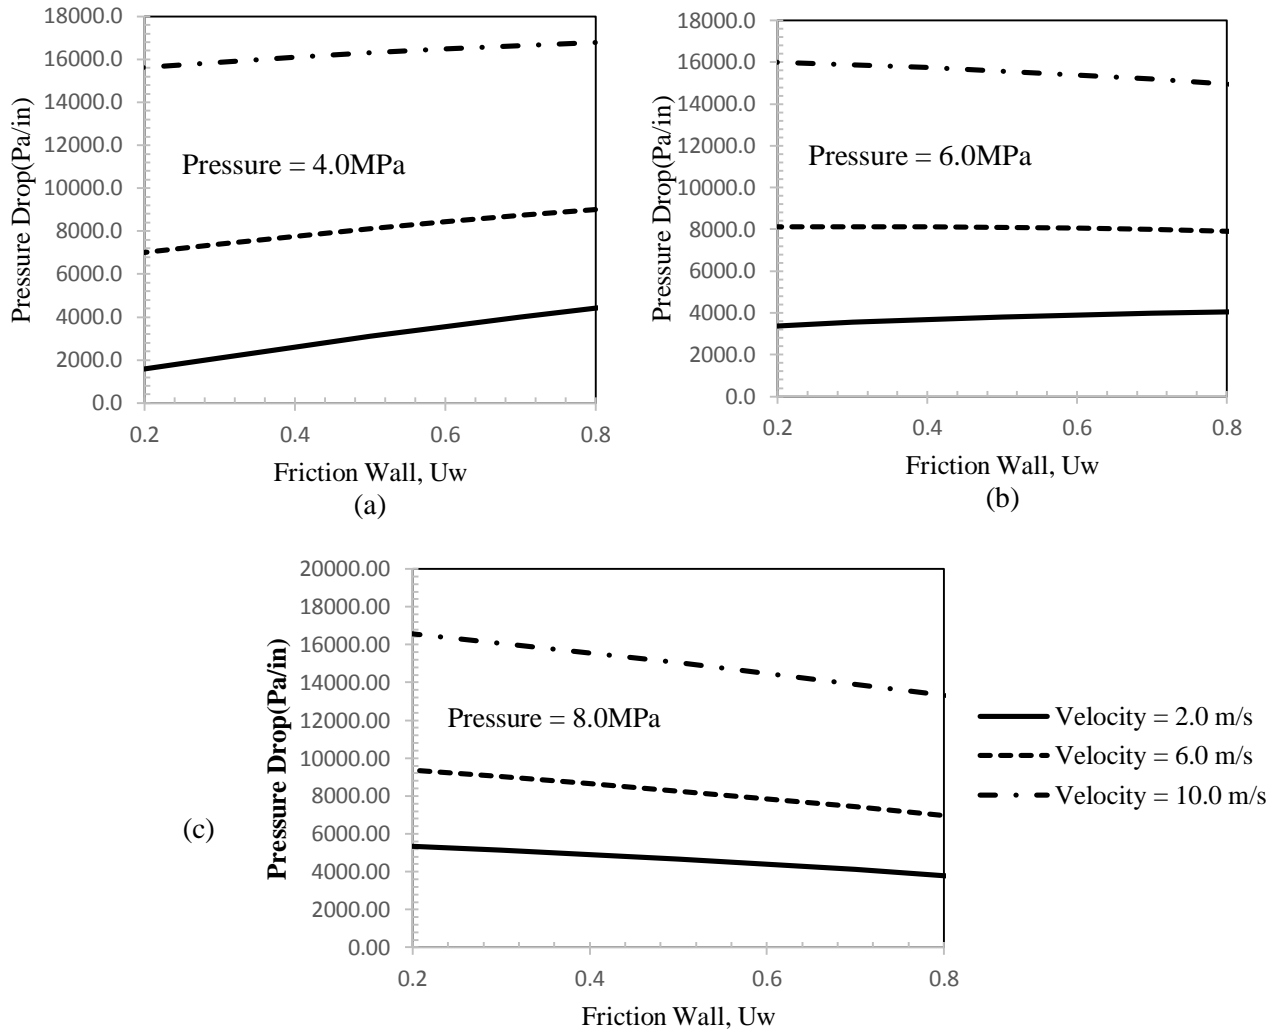 18000.0
16000.0
14000.0
12000.0
10000.0
8000.0
6000.0
4000.0
2000.0
0.0
Pressure Drop(Pa/in)
Pressure = 4.0MPa
0.2 0.4 0.6 0.8
Friction Wall, Uw
(a)
18000.0
16000.0
14000.0
12000.0
10000.0
8000.0
6000.0
4000.0
2000.0
0.0
Pressure Drop(Pa/in)
Pressure = 6.0MPa
0.2 0.4 0.6 0.8
Friction Wall, Uw
(b)
20000.00
18000.00
16000.00
14000.00
12000.00
10000.00
8000.00
6000.00
4000.00
2000.00
0.00
Pressure Drop(Pa/in)
Pressure = 8.0MPa
0.2 0.4 0.6 0.8
Friction Wall, Uw
(c)
Velocity = 2.0 m/s
Velocity = 6.0 m/s
Velocity = 10.0 m/s